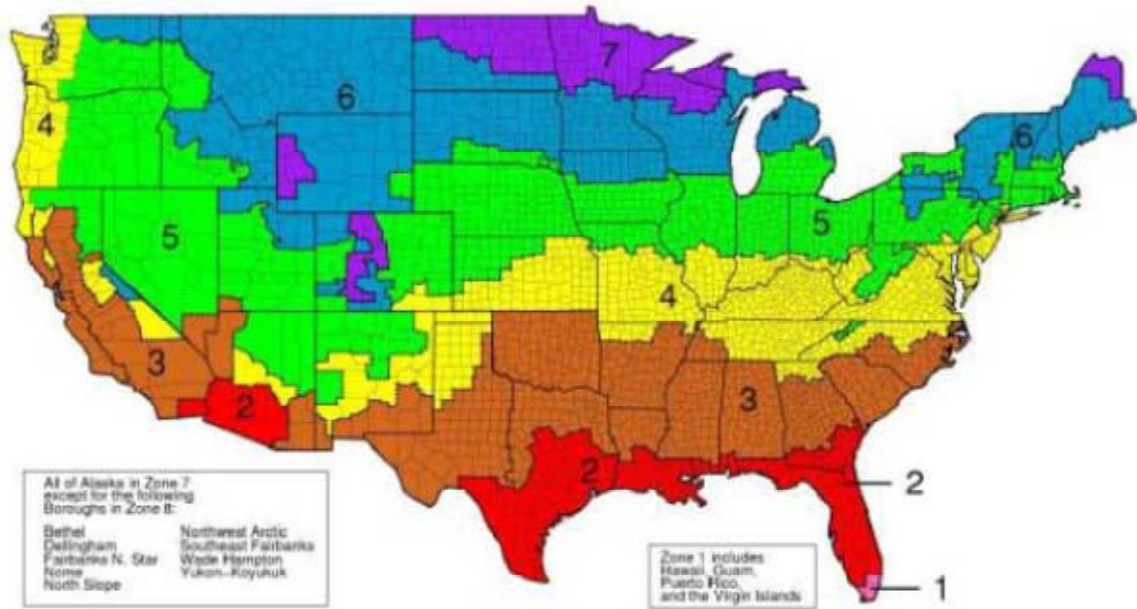 7
6
6
4
5
5
4
3
3
2
2
2
1
All of Alaska in Zone 7
except for the following
Boroughs in Zone 8:
Bethel Northwest Arctic
Dellingham Southeast Fairbanks
Fairbanks N. Star Wade Hampton
Nome Yukon-Koyukuk
North Slope
Zone 1 includes
Hawaii, Guam,
Puerto Rico,
and the Virgin Islands